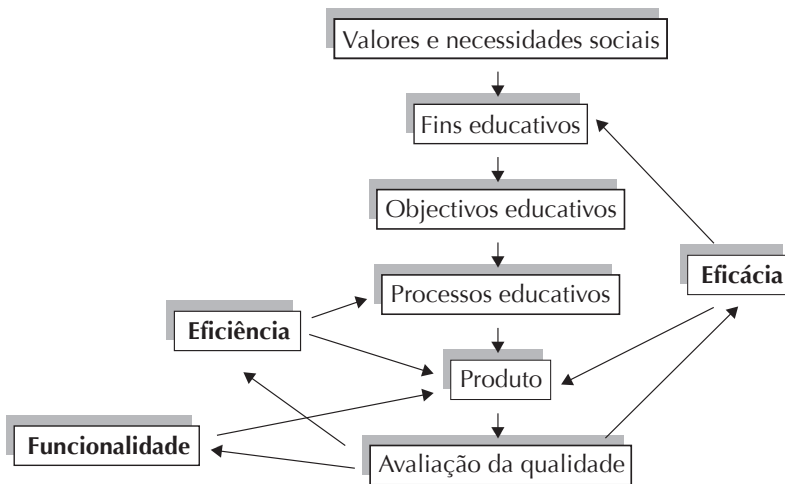 Valores e necessidades sociais
Fins educativos
Objectivos educativos
Eficácia
Processos educativos
Eficiência
Produto
Funcionalidade
Avaliação da qualidade